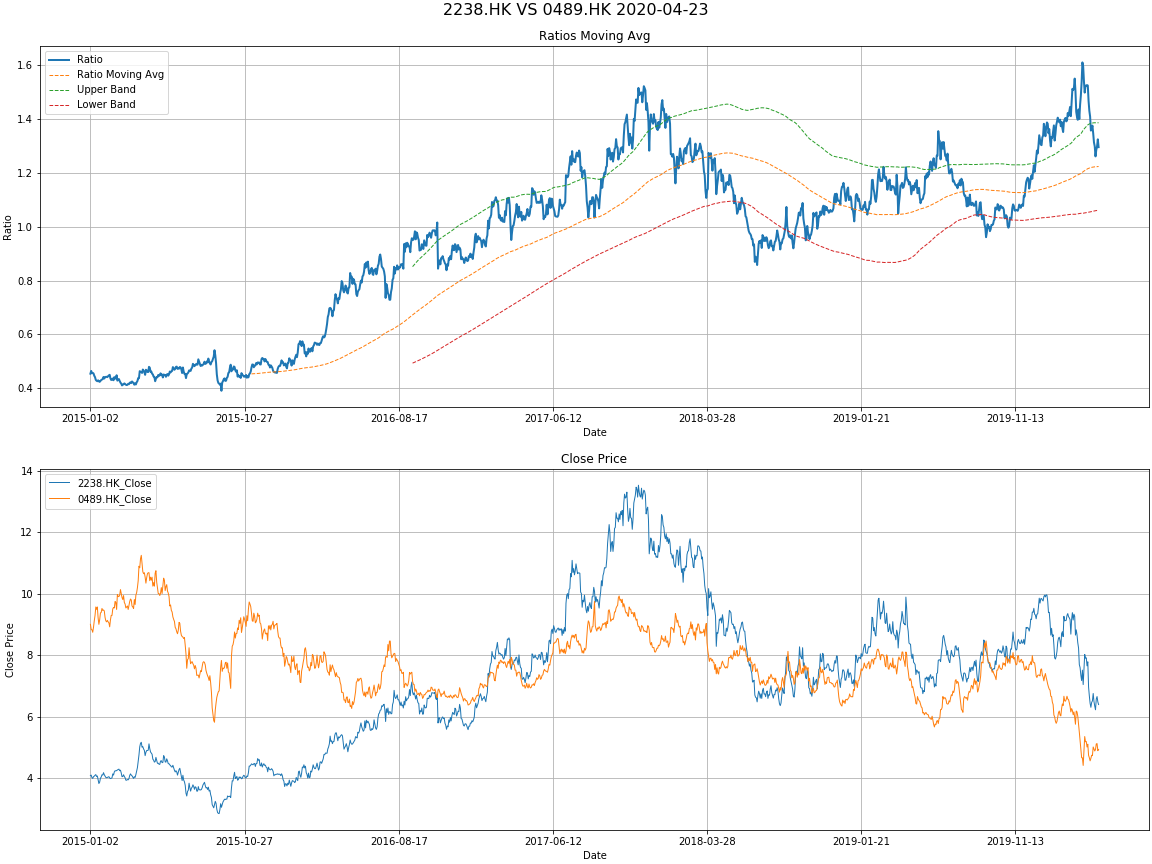 2238.HK VS 0489.HK 2020-04-23
Ratios Moving Avg
Ratio
Ratio Moving Avg
Upper Band
Lower Band
1.6
1.4
1.2
1.0
0.8
0.6
0.4
Ratio
2015-01-02 2015-10-27 2016-08-17 2017-06-12 2018-03-28 2019-01-21 2019-11-13
Date
Close Price
2238.HK_Close
0489.HK_Close
14
12
10
8
6
4
Close Price
2015-01-02 2015-10-27 2016-08-17 2017-06-12 2018-03-28 2019-01-21 2019-11-13
Date